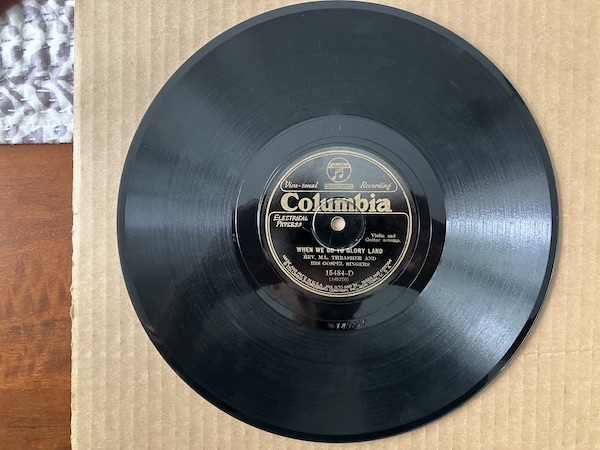 Viva-tonal Recording
Columbia
ELECTRICAL PROCESS
Violin and
Guitar accomp.
WHEN WE GO TO GLORY LAND
REV. M.L. THRASHER AND
HIS GOSPEL SINGERS
15484-D